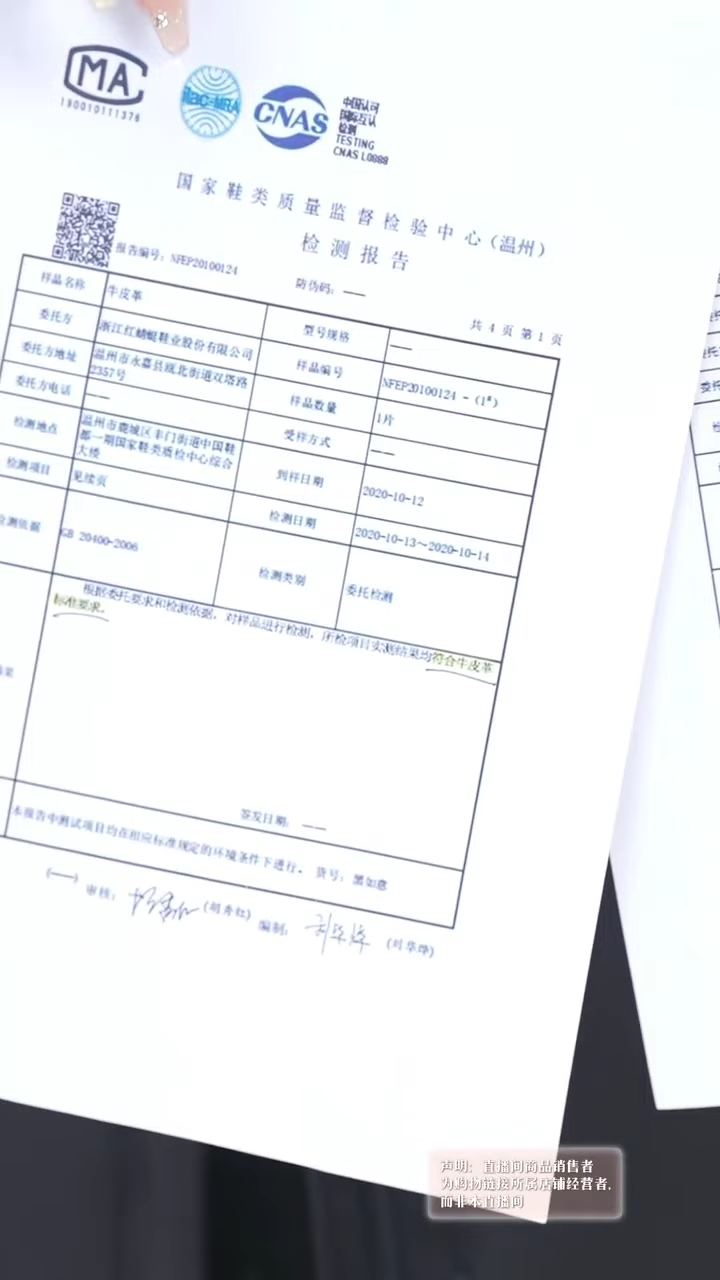 MA
190010111376
ilac-MRA
CNAS
中国认可
国际互认
检测
TESTING
CNAS L0888
国家鞋类质量监督检验中心(温州)
检测报告
报告编号: NFEP20100124
防伪码: ——
共 4 页 第 1 页
样品名称 牛皮革 型号规格 ——
委托方 浙江红蜻蜓鞋业股份有限公司 样品编号 NFEP20100124 - (1#)
委托方地址 温州市永嘉县瓯北街道双塔路
2357号
样品数量 1片
委托方电话 —— 受样方式 ——
检测地点 温州市鹿城区丰门街道中国鞋
都一期国家鞋类质检中心综合
大楼
到样日期 2020-10-12
检测项目 见续页 检测日期 2020-10-13～2020-10-14
检测依据 GB 20400-2006 检测类别 委托检测
根据委托要求和检测依据, 对样品进行检测, 所检项目实测结果均符合牛皮革
标准要求。
果
签发日期: ——
本报告中测试项目均在相应标准规定的环境条件下进行。 货号: 黑如意
(——) 审核: (胡秀红) 编制: 刘华烨 (刘华烨)
声明: 直播间商品销售者
为购物链接所属店铺经营者,
而非本直播间